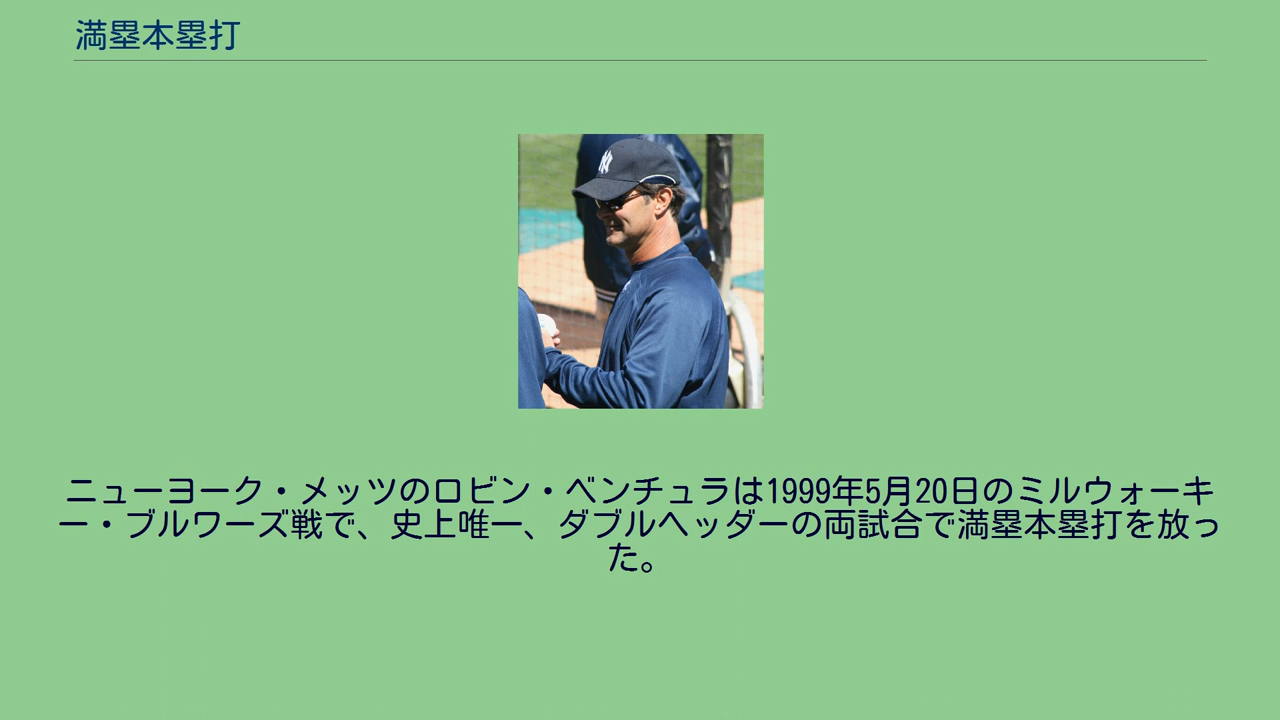 満塁本塁打
NY
ニューヨーク・メッツのロビン・ベンチュラは1999年5月20日のミルウォーキ
ー・ブルワーズ戦で、史上唯一、ダブルヘッダーの両試合で満塁本塁打を放っ
た。